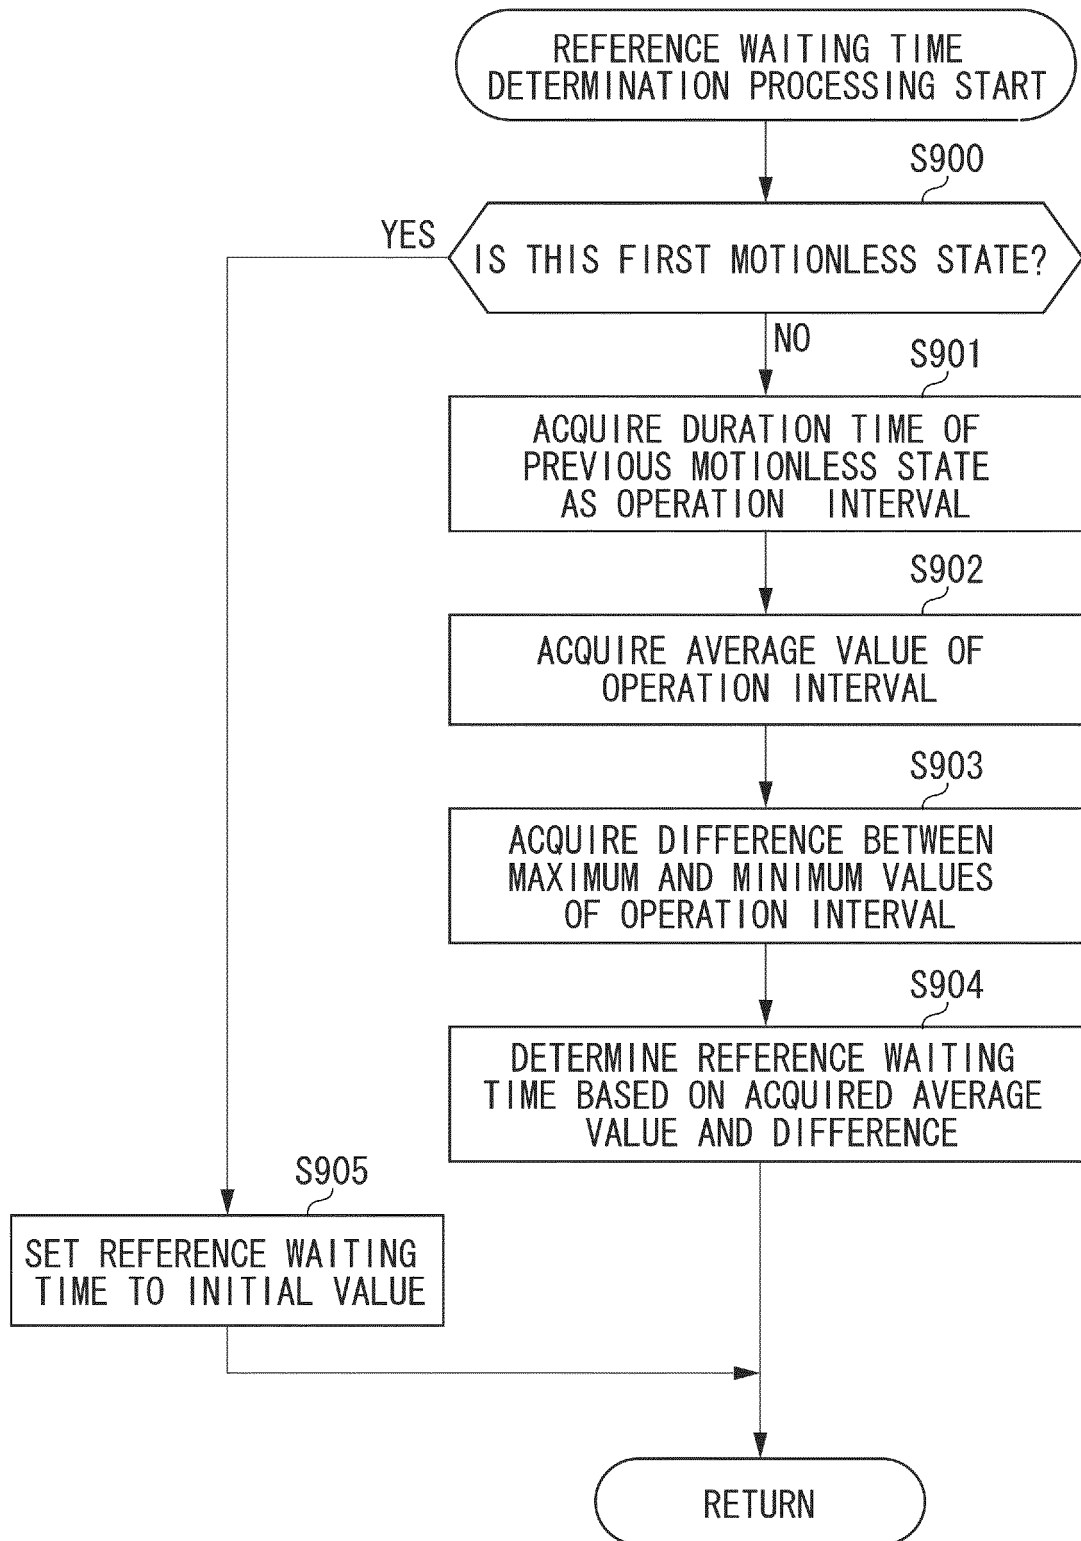 REFERENCE WAITING TIME
DETERMINATION PROCESSING START
S900
YES
IS THIS FIRST MOTIONLESS STATE?
NO
S901
ACQUIRE DURATION TIME OF
PREVIOUS MOTIONLESS STATE
AS OPERATION INTERVAL
S902
ACQUIRE AVERAGE VALUE OF
OPERATION INTERVAL
S903
ACQUIRE DIFFERENCE BETWEEN
MAXIMUM AND MINIMUM VALUES
OF OPERATION INTERVAL
S904
DETERMINE REFERENCE WAITING
TIME BASED ON ACQUIRED AVERAGE
VALUE AND DIFFERENCE
S905
SET REFERENCE WAITING
TIME TO INITIAL VALUE
RETURN